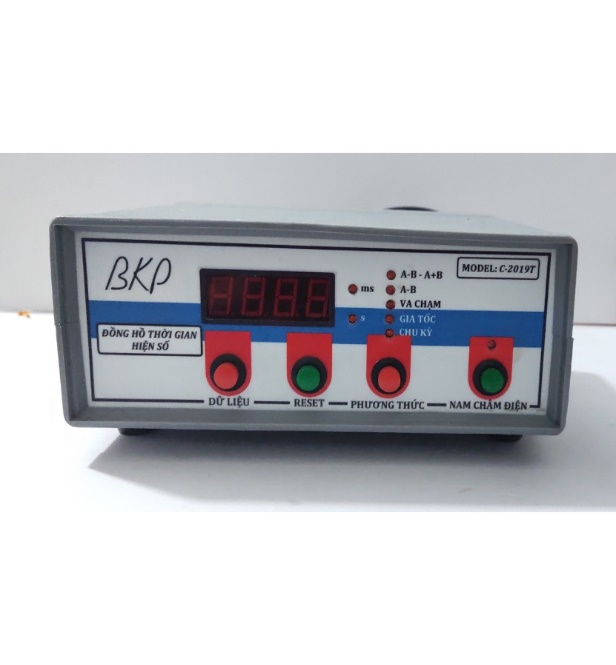 BKP
MODEL: C-2019T
A-B - A+B
ms
A-B
VA CHẠM
s
GIA TỐC
CHU KỲ
ĐỒNG HỒ THỜI GIAN
HIỆN SỐ
DỮ LIỆU
RESET
PHƯƠNG THỨC
NAM CHÂM ĐIỆN